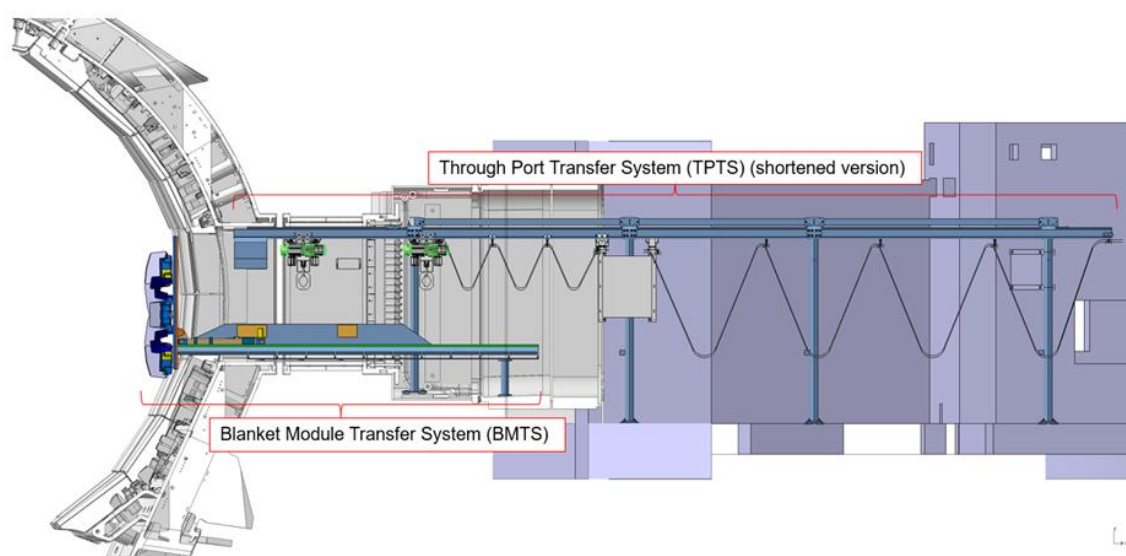 Through Port Transfer System (TPTS) (shortened version)
Blanket Module Transfer System (BMTS)